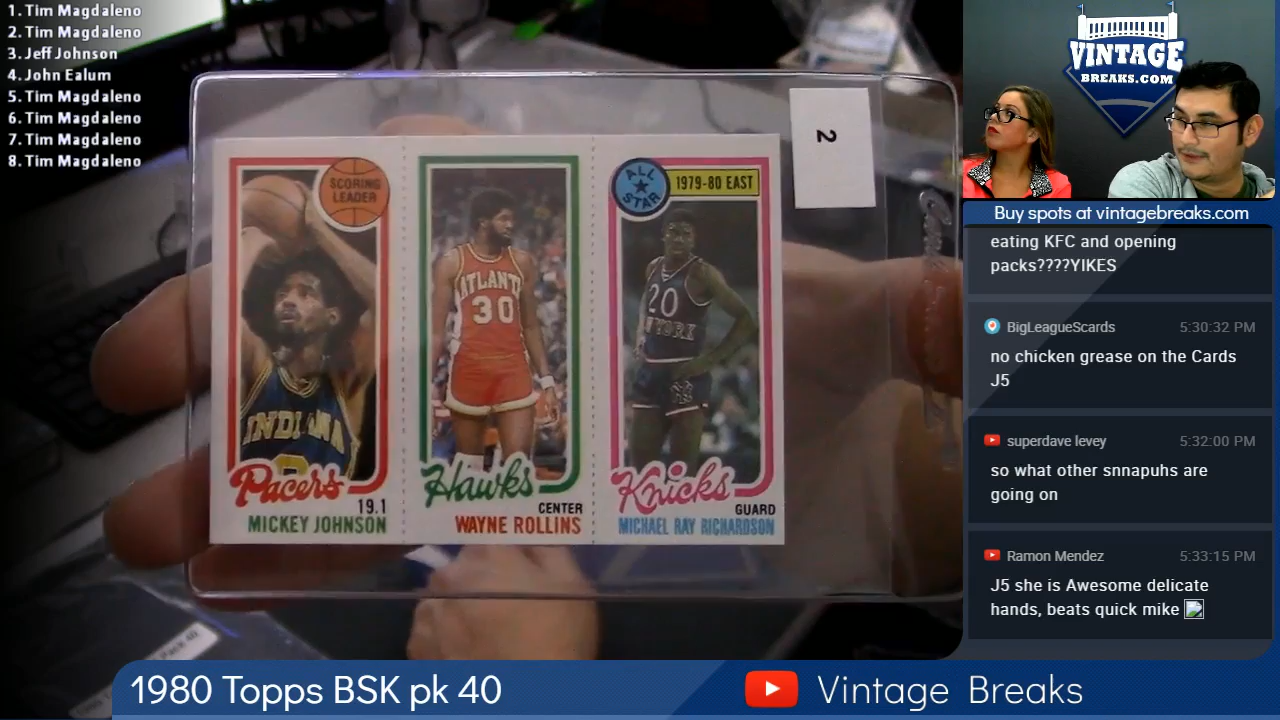 1. Tim Magdaleno
2. Tim Magdaleno
3. Jeff Johnson
4. John Ealum
5. Tim Magdaleno
6. Tim Magdaleno
7. Tim Magdaleno
8. Tim Magdaleno
2
SCORING
LEADER
INDIANA
Pacers
19.1
MICKEY JOHNSON
ATLANT
30
Hawks
CENTER
WAYNE ROLLINS
ALL
STAR
1979-80 EAST
20
YORK
Knicks
GUARD
MICHAEL RAY RICHARDSON
VINTAGE
BREAKS.COM
Buy spots at vintagebreaks.com
eating KFC and opening
packs????YIKES
BigLeagueScards 5:30:32 PM
no chicken grease on the Cards
J5
superdave levey 5:32:00 PM
so what other snnapuhs are
going on
Ramon Mendez 5:33:15 PM
J5 she is Awesome delicate
hands, beats quick mike
1980 Topps BSK pk 40
Vintage Breaks